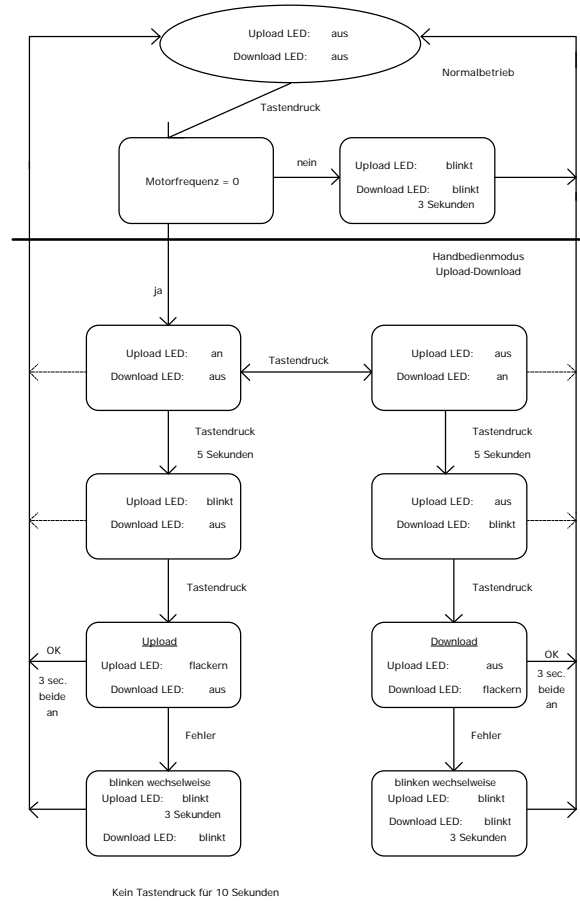 Upload LED: aus
Download LED: aus
Normalbetrieb
Tastendruck
Motorfrequenz = 0
nein
Upload LED: blinkt
Download LED: blinkt
3 Sekunden
Handbedienmodus
Upload-Download
ja
Upload LED: an
Download LED: aus
Tastendruck
Upload LED: aus
Download LED: an
Tastendruck
5 Sekunden
Tastendruck
5 Sekunden
Upload LED: blinkt
Download LED: aus
Upload LED: aus
Download LED: blinkt
Tastendruck
Tastendruck
Upload
Upload LED: flackern
Download LED: aus
OK
3 sec.
beide
an
Download
Upload LED: aus
Download LED: flackern
OK
3 sec.
beide
an
Fehler
Fehler
blinken wechselweise
Upload LED: blinkt
3 Sekunden
Download LED: blinkt
blinken wechselweise
Upload LED: blinkt
Download LED: blinkt
3 Sekunden
Kein Tastendruck für 10 Sekunden